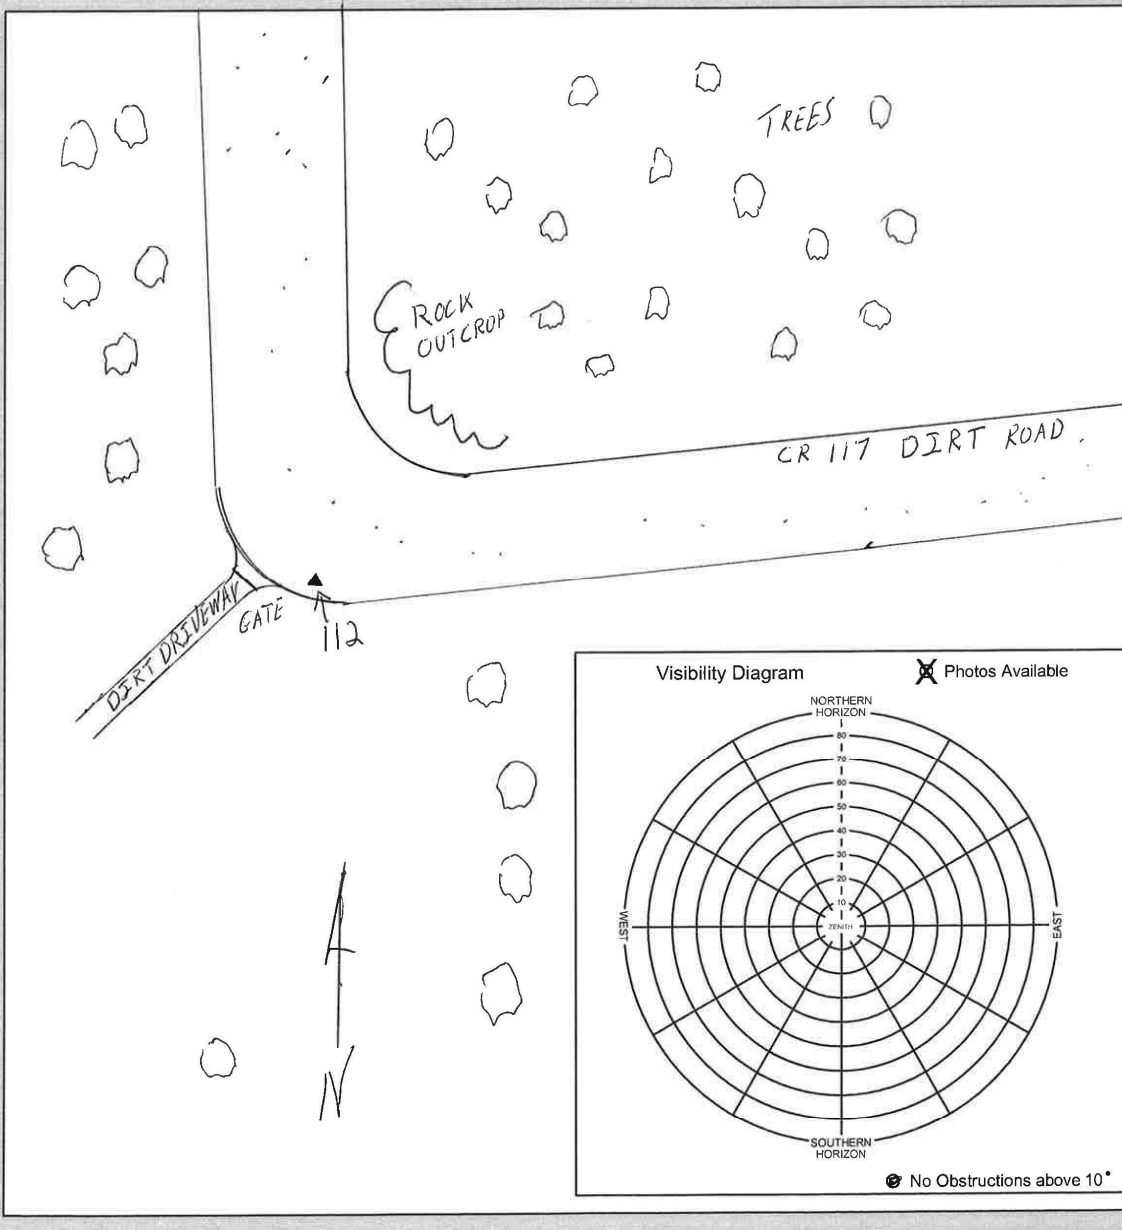 TREES
ROCK
OUTCROP
CR 117 DIRT ROAD.
DIRT DRIVEWAY
GATE
112
N
Visibility Diagram
Photos Available
NORTHERN
HORIZON
80
70
60
50
40
30
20
10
ZENITH
WEST
EAST
SOUTHERN
HORIZON
No Obstructions above 10°